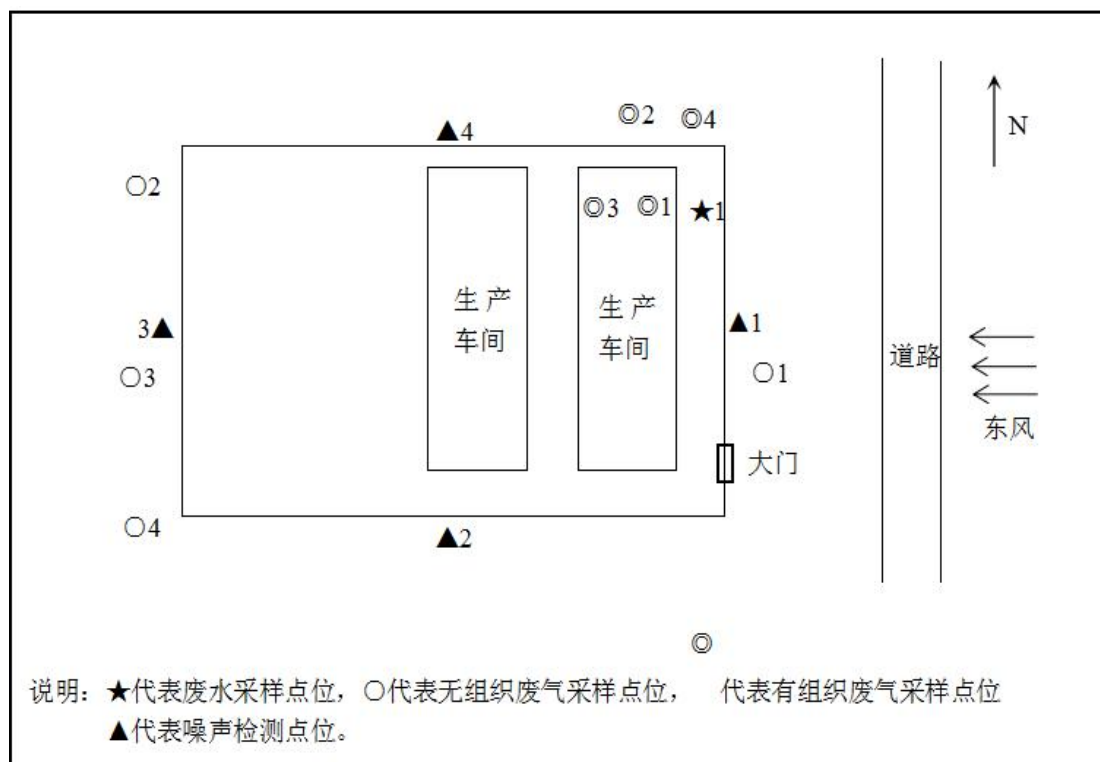 ◎2 ◎4
▲4
N
○2
◎3 ◎1
★1
生产
车间
生产
车间
3▲
▲1
道路
○3
○1
东风
大门
○4
▲2
◎
说明：★代表废水采样点位，○代表无组织废气采样点位， 代表有组织废气采样点位
▲代表噪声检测点位。